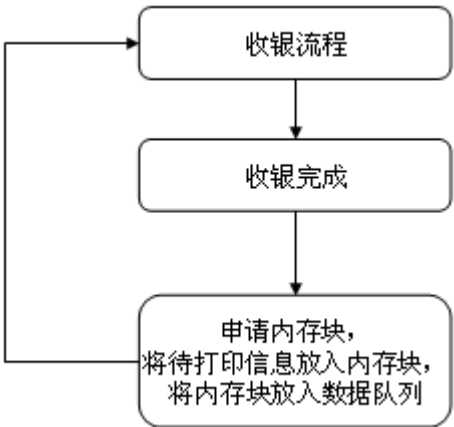 收银流程
收银完成
申请内存块，
将待打印信息放入内存块，
将内存块放入数据队列